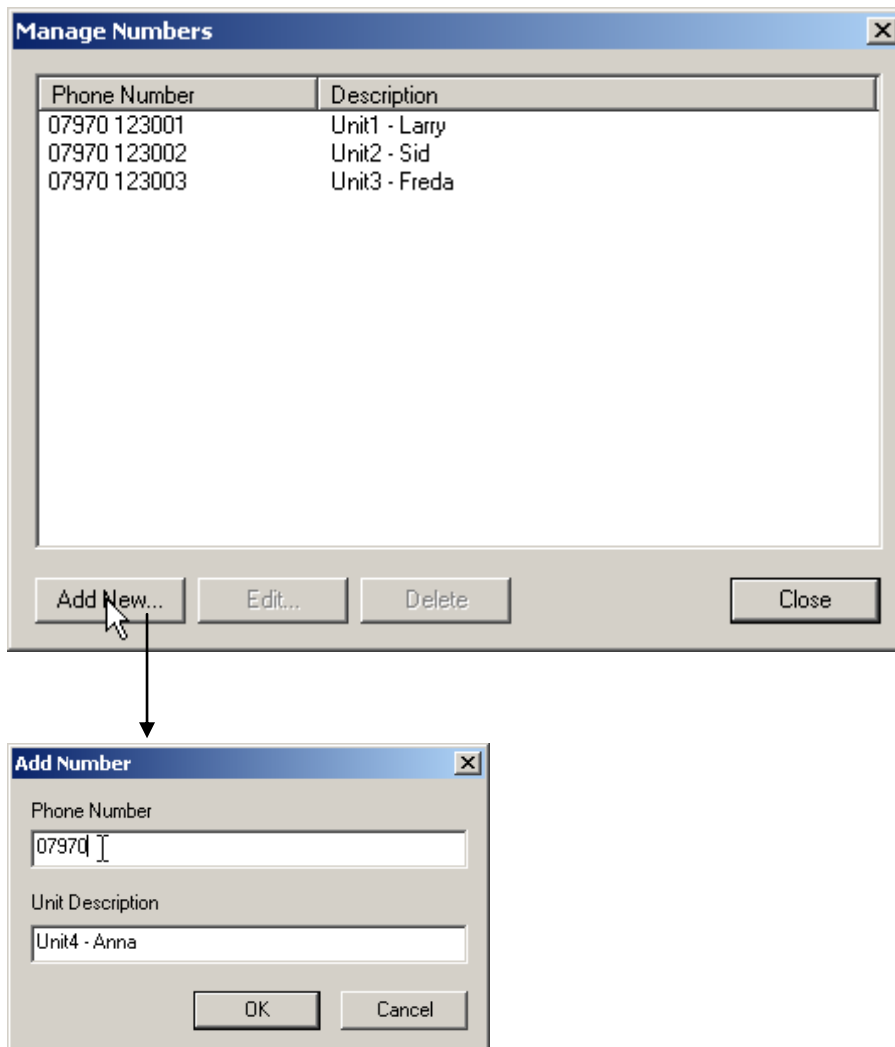 Manage Numbers
Phone Number Description
07970 123001 Unit1 - Larry
07970 123002 Unit2 - Sid
07970 123003 Unit3 - Freda
Add New... Edit... Delete Close
Add Number
Phone Number
07970
Unit Description
Unit4 - Anna
OK Cancel